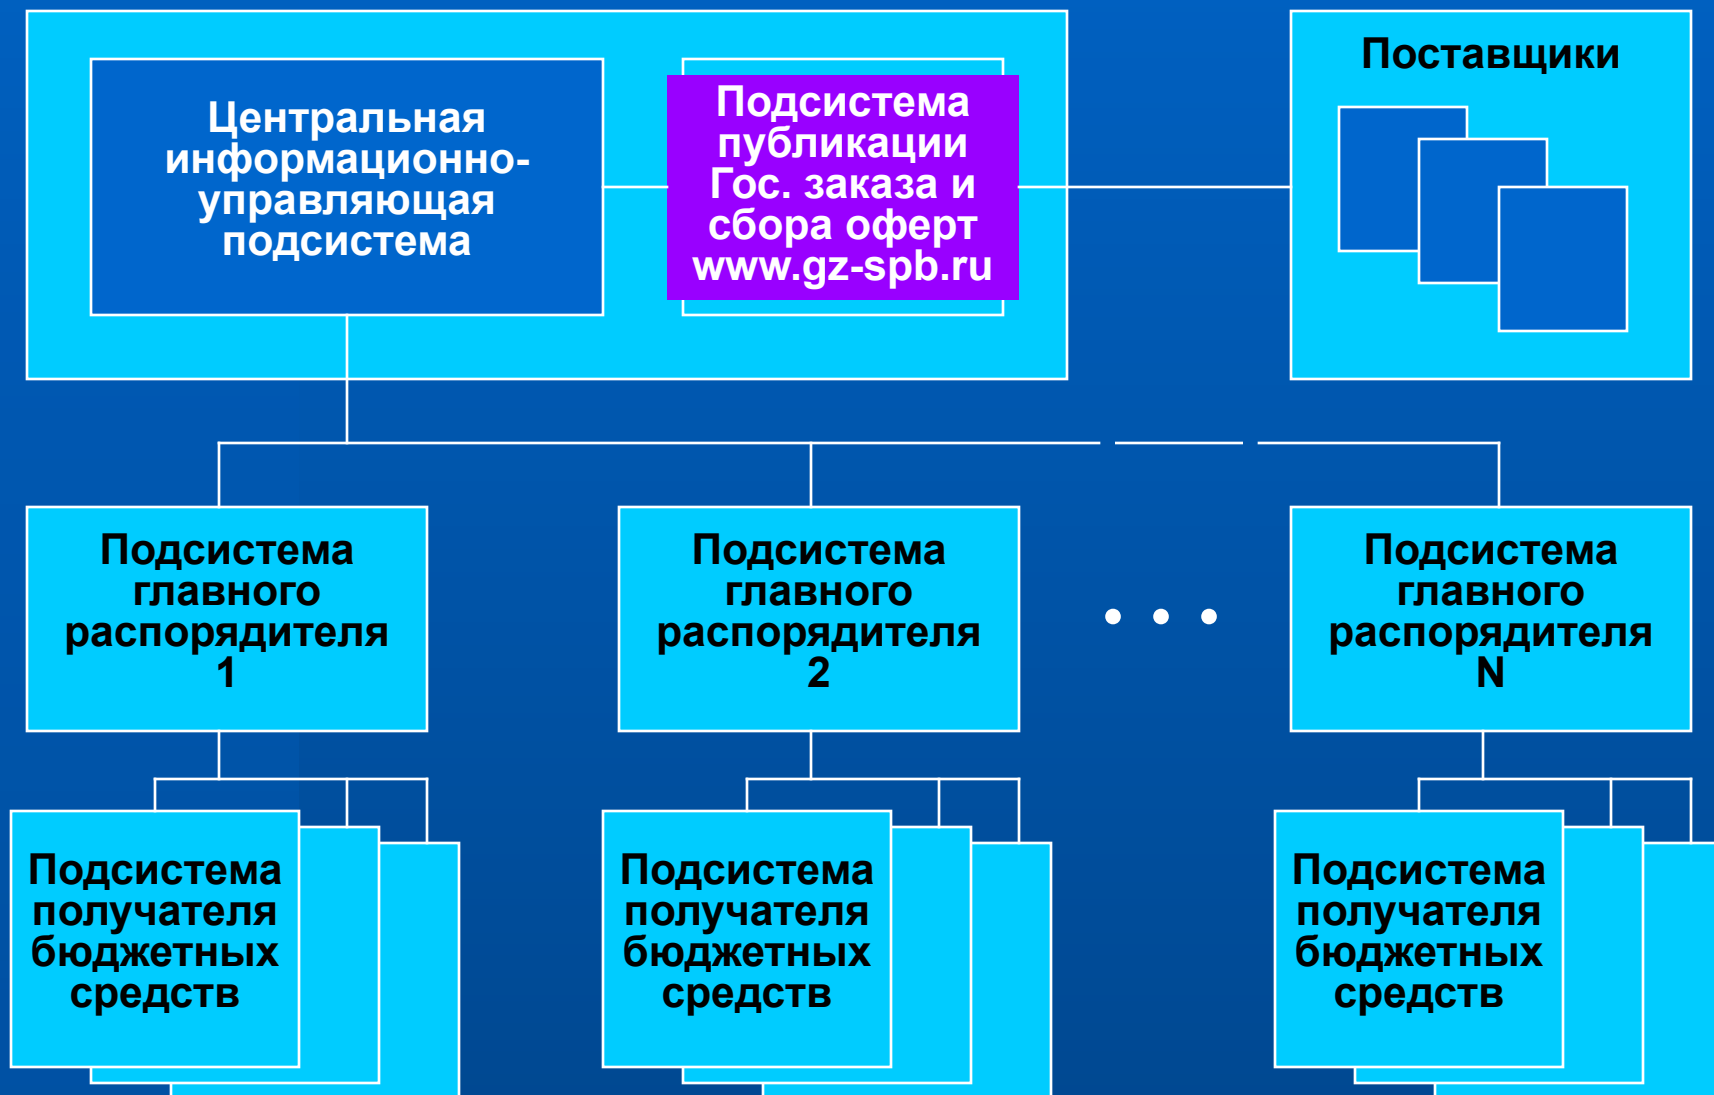 Центральная
информационно-
управляющая
подсистема
Подсистема
публикации
Гос. заказа и
сбора оферт
www.gz-spb.ru
Поставщики
Подсистема
главного
распорядителя
1
Подсистема
главного
распорядителя
2
• • •
Подсистема
главного
распорядителя
N
Подсистема
получателя
бюджетных
средств
Подсистема
получателя
бюджетных
средств
Подсистема
получателя
бюджетных
средств